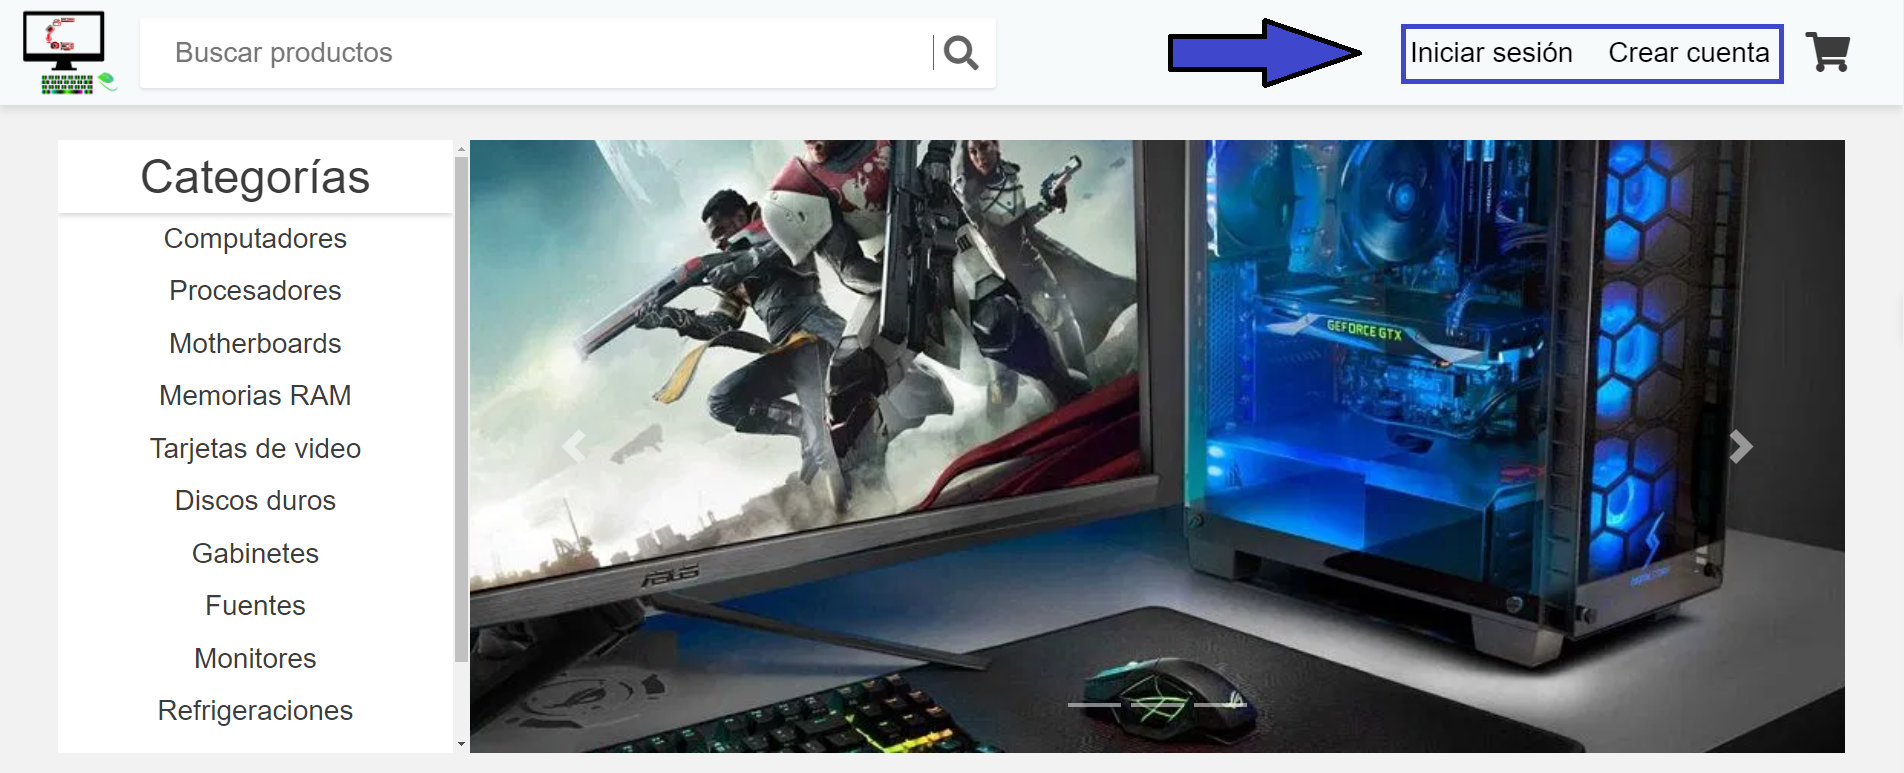 Buscar productos
Iniciar sesión Crear cuenta
Categorías
Computadores
Procesadores
Motherboards
Memorias RAM
Tarjetas de video
Discos duros
Gabinetes
Fuentes
Monitores
Refrigeraciones
GEFORCE GTX
ASUS